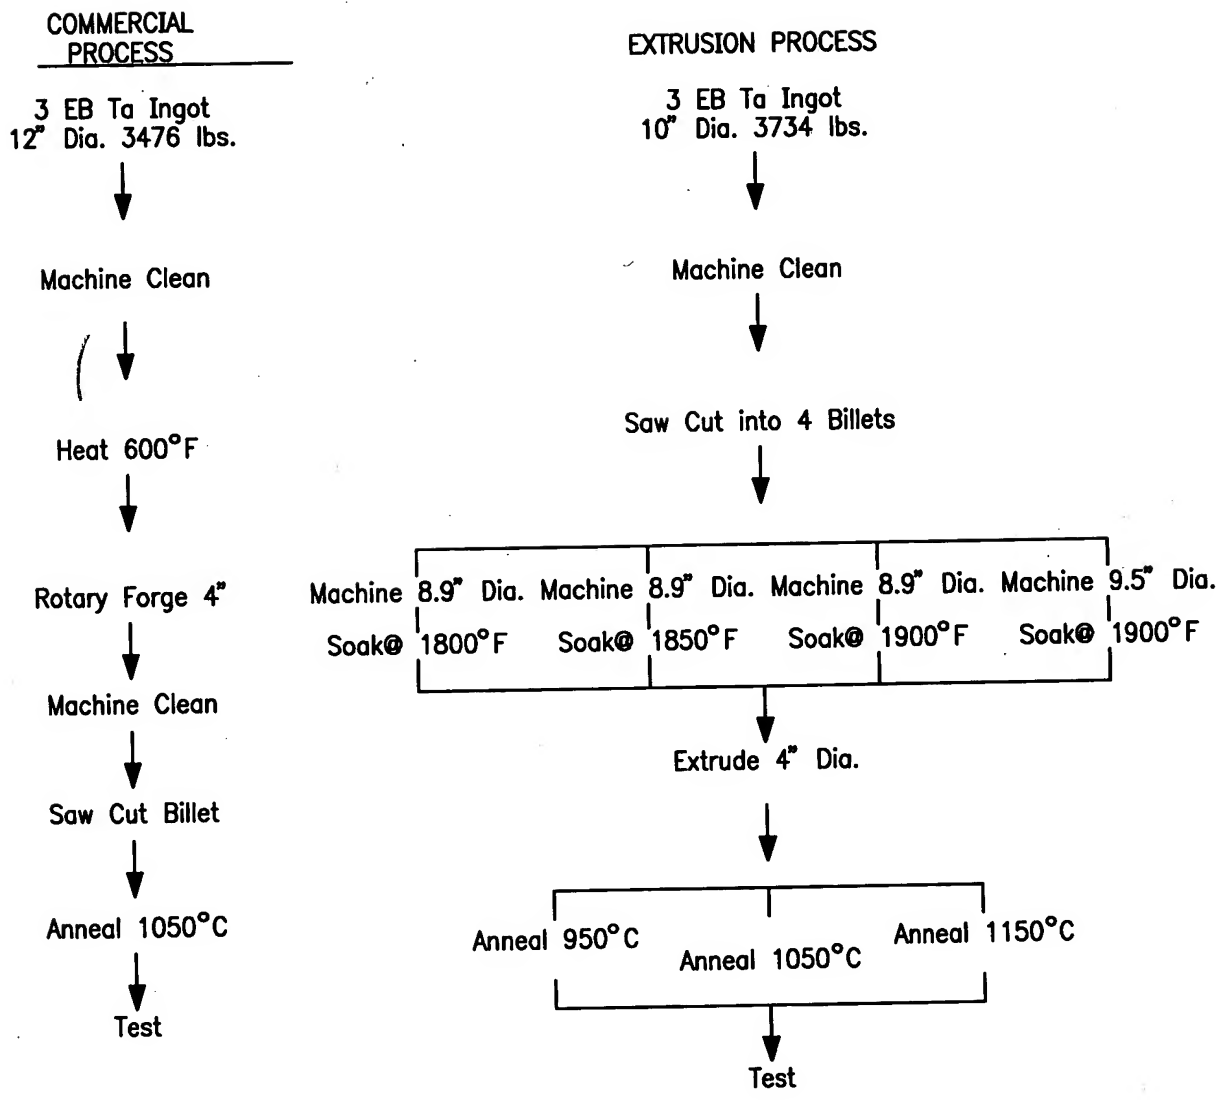 COMMERCIAL
PROCESS
3 EB Ta Ingot
12" Dia. 3476 lbs.
Machine Clean
Heat 600°F
Rotary Forge 4"
Machine Clean
Saw Cut Billet
Anneal 1050°C
Test
EXTRUSION PROCESS
3 EB Ta Ingot
10" Dia. 3734 lbs.
Machine Clean
Saw Cut into 4 Billets
Machine 8.9" Dia. Machine 8.9" Dia. Machine 8.9" Dia. Machine 9.5" Dia.
Soak@ 1800°F Soak@ 1850°F Soak@ 1900°F Soak@ 1900°F
Extrude 4" Dia.
Anneal 950°C Anneal 1050°C Anneal 1150°C
Test